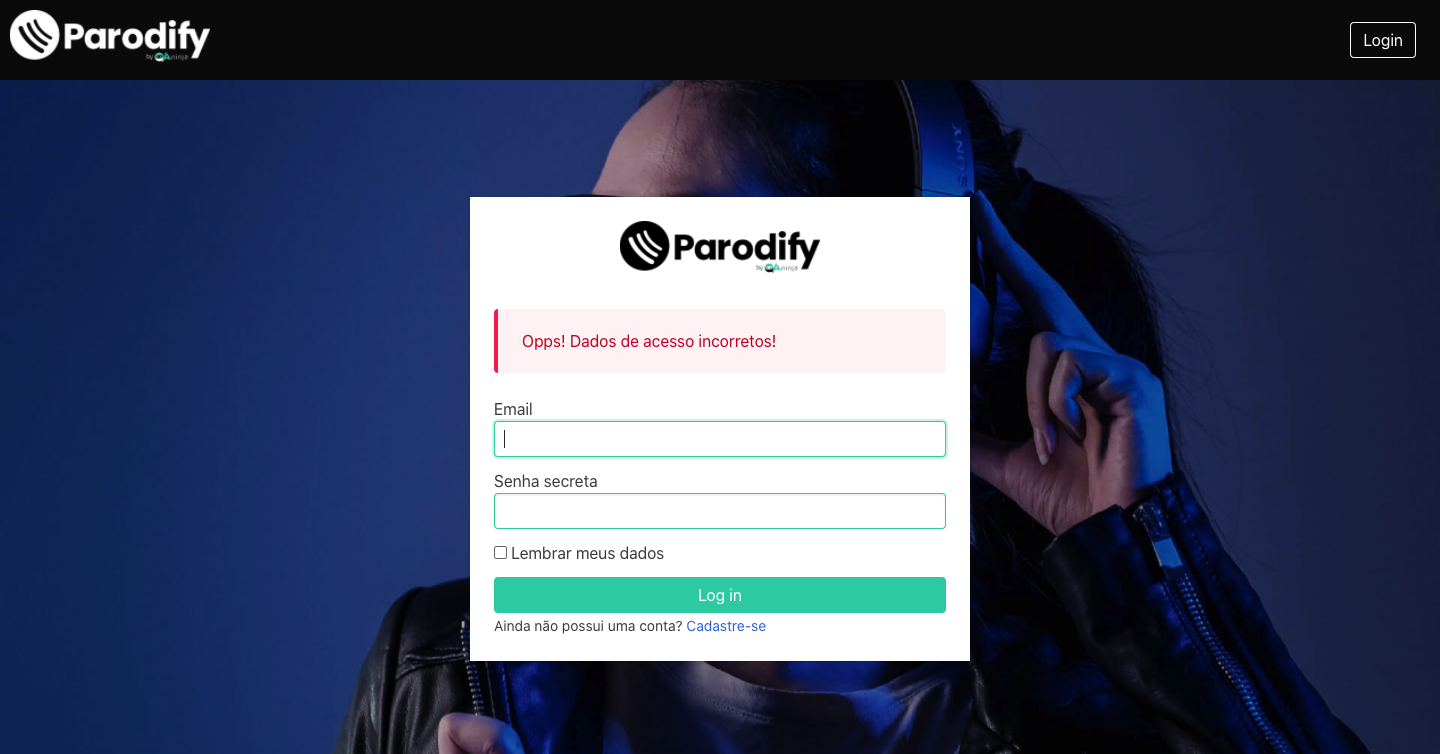 Parodify
by QAninja
Login
SONY
Parodify
by QAninja
Opps! Dados de acesso incorretos!
Email
Senha secreta
Lembrar meus dados
Log in
Ainda não possui uma conta? Cadastre-se